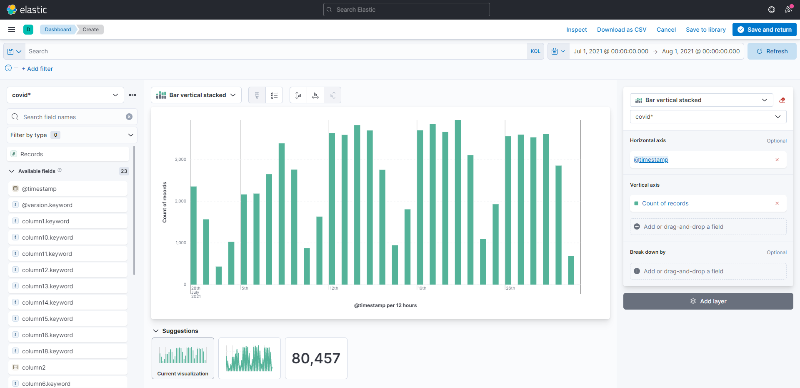 elastic
Search Elastic
D
Dashboard
Create
Inspect
Download as CSV
Cancel
Save to library
Save and return
Search
KQL
Jul 1, 2021 @ 00:00:00.000
Aug 1, 2021 @ 00:00:00.000
Refresh
+ Add filter
covid*
Search field names
Filter by type 0
Records
Available fields 23
@timestamp
@version.keyword
column1.keyword
column10.keyword
column11.keyword
column12.keyword
column13.keyword
column14.keyword
column15.keyword
column16.keyword
column18.keyword
column2
column6.keyword
Bar vertical stacked
Count of records
1,000
0
@timestamp per 12 hours
Suggestions
Current visualization
80,457
Bar vertical stacked
covid*
Horizontal axis
Optional
@timestamp
Vertical axis
Count of records
Add or drag-and-drop a field
Break down by
Optional
Add or drag-and-drop a field
Add layer